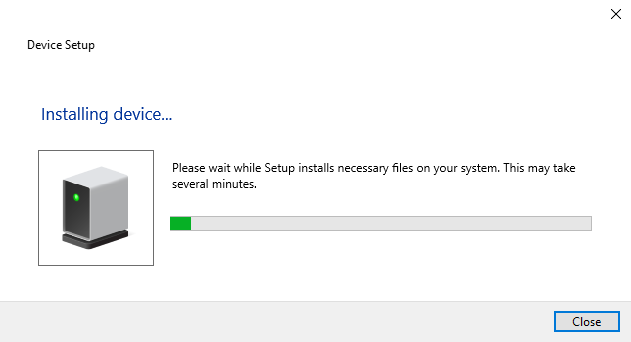 Device Setup
Installing device...
Please wait while Setup installs necessary files on your system. This may take
several minutes.
Close